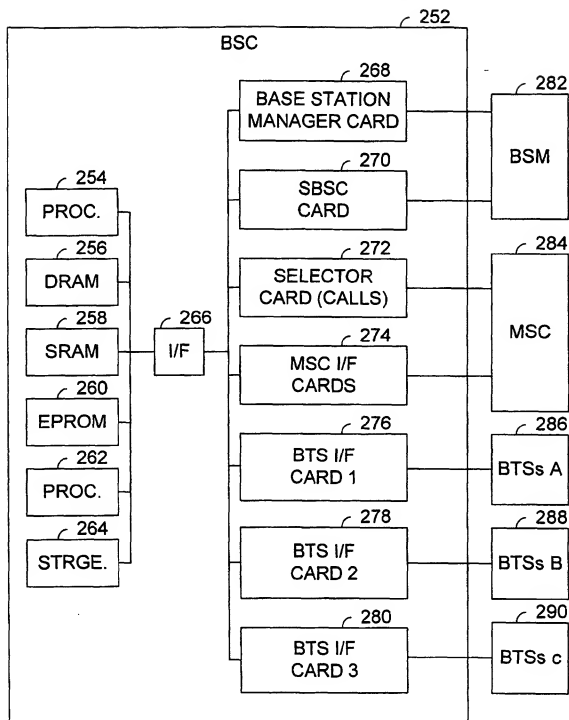 252
BSC
254
PROC.
256
DRAM
258
SRAM
260
EPROM
262
PROC.
264
STRGE.
266
I/F
268
BASE STATION
MANAGER CARD
270
SBSC
CARD
272
SELECTOR
CARD (CALLS)
274
MSC I/F
CARDS
276
BTS I/F
CARD 1
278
BTS I/F
CARD 2
280
BTS I/F
CARD 3
282
BSM
284
MSC
286
BTSs A
288
BTSs B
290
BTSs c